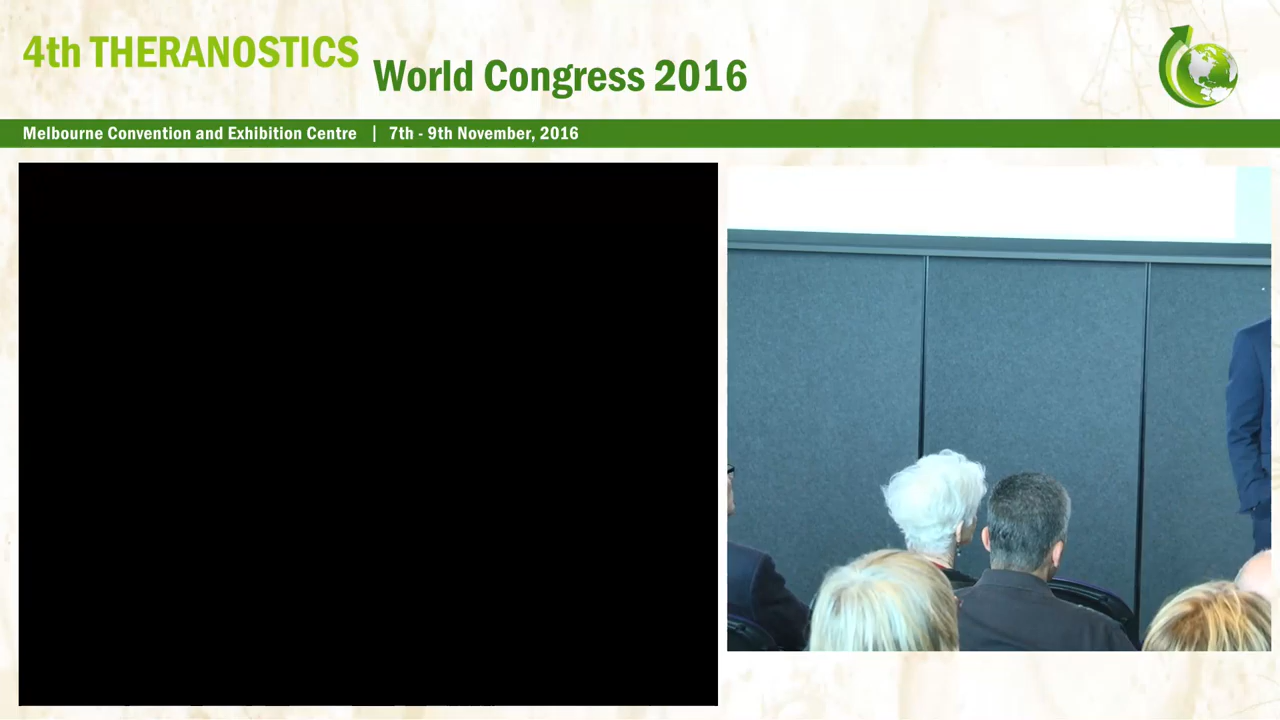 4th THERANOSTICS
World Congress 2016
Melbourne Convention and Exhibition Centre | 7th - 9th November, 2016